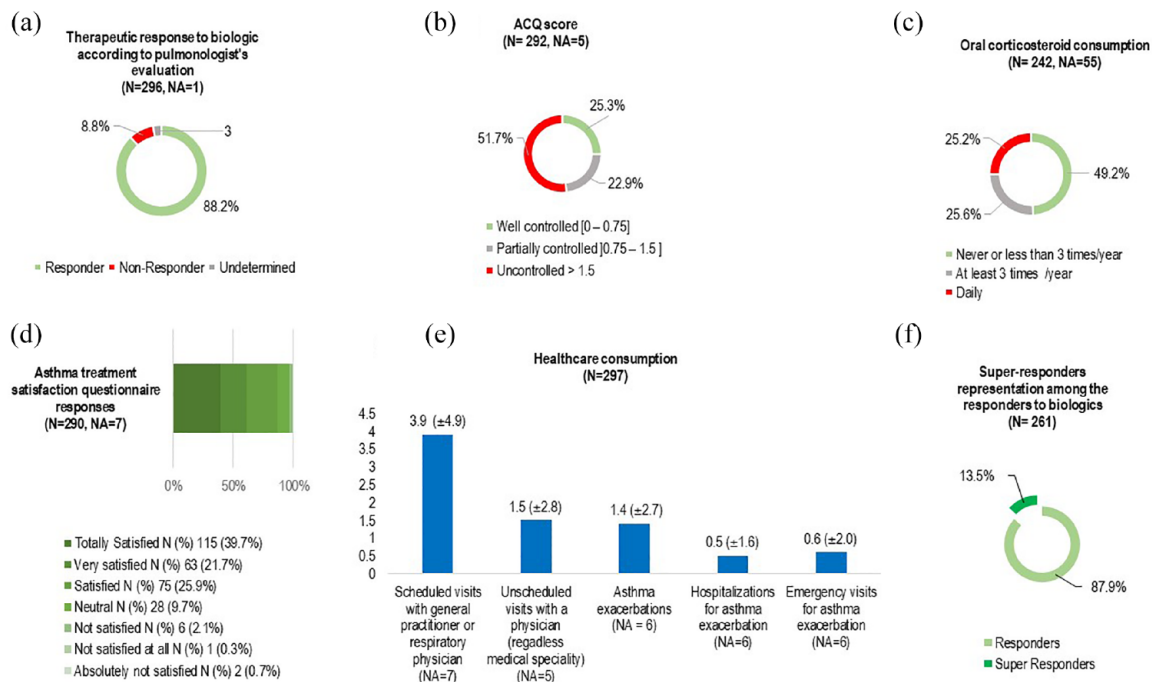 (a)
Therapeutic response to biologic
according to pulmonologist's
evaluation
(N=296, NA=1)
8.8%
3
88.2%
Responder Non-Responder Undetermined
(b)
ACQ score
(N= 292, NA=5)
25.3%
51.7%
22.9%
Well controlled [0 – 0.75]
Partially controlled ]0.75 – 1.5 ]
Uncontrolled > 1.5
(c)
Oral corticosteroid consumption
(N= 242, NA=55)
25.2%
49.2%
25.6%
Never or less than 3 times/year
At least 3 times /year
Daily
(d)
Asthma treatment
satisfaction questionnaire
responses
(N=290, NA=7)
0% 50% 100%
Totally Satisfied N (%) 115 (39.7%)
Very satisfied N (%) 63 (21.7%)
Satisfied N (%) 75 (25.9%)
Neutral N (%) 28 (9.7%)
Not satisfied N (%) 6 (2.1%)
Not satisfied at all N (%) 1 (0.3%)
Absolutely not satisfied N (%) 2 (0.7%)
(e)
Healthcare consumption
(N=297)
4.5
4
3.5
3
2.5
2
1.5
1
0.5
0
3.9 (±4.9)
1.5 (±2.8)
1.4 (±2.7)
0.5 (±1.6)
0.6 (±2.0)
Scheduled visits
with general
practitioner or
respiratory
physician
(NA=7)
Unscheduled
visits with a
physician
(regadless
medical speciality)
(NA=5)
Asthma
exacerbations
(NA = 6)
Hospitalizations
for asthma
exacerbation
(NA=6)
Emergency visits
for asthma
exacerbation
(NA=6)
(f)
Super-responders
representation among the
responders to biologics
(N= 261)
13.5%
87.9%
Responders
Super Responders